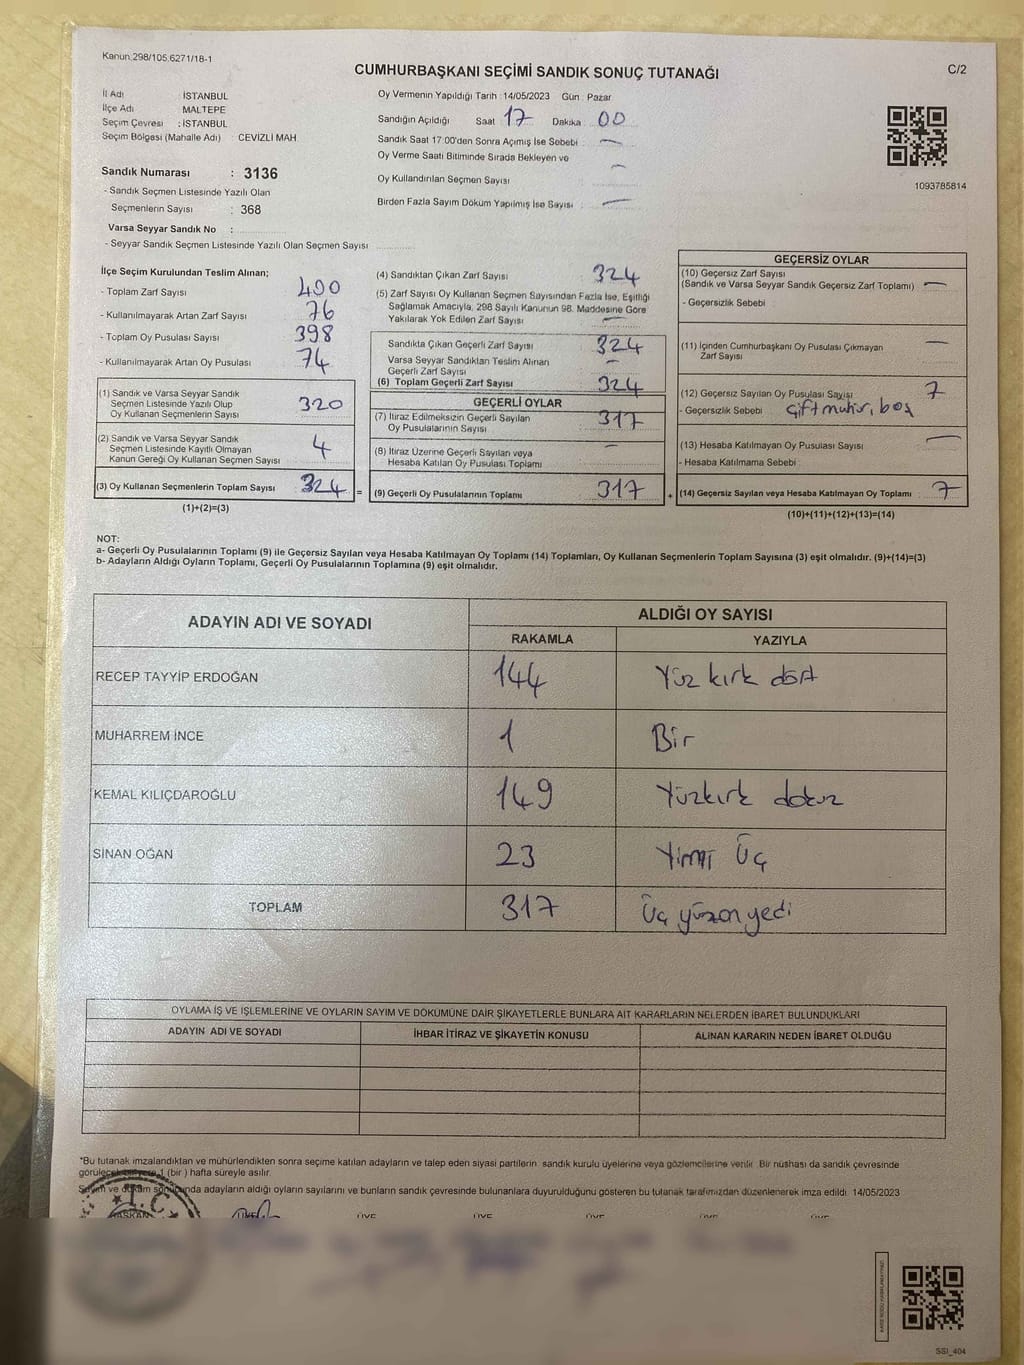 Kanun 298/105 6271/18-1
CUMHURBAŞKANI SEÇİMİ SANDIK SONUÇ TUTANAĞI
C/2
İl Adı İSTANBUL
İlçe Adı MALTEPE
Seçim Çevresi : İSTANBUL
Seçim Bölgesi (Mahalle Adı) CEVİZLİ MAH.
Oy Vermenin Yapıldığı Tarih : 14/05/2023 Gün : Pazar
Sandığın Açıldığı Saat 17 Dakika 00
Sandık Saat 17:00'den Sonra Açımış İse Sebebi : —
Oy Verme Saati Bitiminde Sırada Bekleyen ve
Oy Kullandırılan Seçmen Sayısı —
Birden Fazla Sayım Döküm Yapılmış İse Sayısı : —
1093785814
Sandık Numarası : 3136
- Sandık Seçmen Listesinde Yazılı Olan
Seçmenlerin Sayısı : 368
Varsa Seyyar Sandık No :
- Seyyar Sandık Seçmen Listesinde Yazılı Olan Seçmen Sayısı
İlçe Seçim Kurulundan Teslim Alınan;
- Toplam Zarf Sayısı 400
- Kullanılmayarak Artan Zarf Sayısı 76
- Toplam Oy Pusulası Sayısı 398
- Kullanılmayarak Artan Oy Pusulası 74
(1) Sandık ve Varsa Seyyar Sandık
Seçmen Listesinde Yazılı Olup
Oy Kullanan Seçmenlerin Sayısı 320
(2) Sandık ve Varsa Seyyar Sandık
Seçmen Listesinde Kayıtlı Olmayan
Kanun Gereği Oy Kullanan Seçmen Sayısı 4
(3) Oy Kullanan Seçmenlerin Toplam Sayısı 324 =
(1)+(2)=(3)
(4) Sandıktan Çıkan Zarf Sayısı 324
(5) Zarf Sayısı Oy Kullanan Seçmen Sayısından Fazla İse, Eşitliği
Sağlamak Amacıyla, 298 Sayılı Kanunun 98. Maddesine Göre
Yakılarak Yok Edilen Zarf Sayısı : —
Sandıkta Çıkan Geçerli Zarf Sayısı 324
Varsa Seyyar Sandıktan Teslim Alınan
Geçerli Zarf Sayısı —
(6) Toplam Geçerli Zarf Sayısı 324
GEÇERLİ OYLAR
(7) İtiraz Edilmeksizin Geçerli Sayılan
Oy Pusulalarının Sayısı 317
(8) İtiraz Üzerine Geçerli Sayılan veya
Hesaba Katılan Oy Pusulası Toplamı —
(9) Geçerli Oy Pusulalarının Toplamı 317 +
GEÇERSİZ OYLAR
(10) Geçersiz Zarf Sayısı
(Sandık ve Varsa Seyyar Sandık Geçersiz Zarf Toplamı) —
- Geçersizlik Sebebi
(11) İçinden Cumhurbaşkanı Oy Pusulası Çıkmayan
Zarf Sayısı —
(12) Geçersiz Sayılan Oy Pusulası Sayısı 7
- Geçersizlik Sebebi Çift mühür, boş
(13) Hesaba Katılmayan Oy Pusulası Sayısı —
- Hesaba Katılmama Sebebi
(14) Geçersiz Sayılan veya Hesaba Katılmayan Oy Toplamı 7
(10)+(11)+(12)+(13)=(14)
NOT:
a- Geçerli Oy Pusulalarının Toplamı (9) ile Geçersiz Sayılan veya Hesaba Katılmayan Oy Toplamı (14) Toplamları, Oy Kullanan Seçmenlerin Toplam Sayısına (3) eşit olmalıdır. (9)+(14)=(3)
b- Adayların Aldığı Oyların Toplamı, Geçerli Oy Pusulalarının Toplamına (9) eşit olmalıdır.
ADAYIN ADI VE SOYADI
ALDIĞI OY SAYISI
RAKAMLA YAZIYLA
RECEP TAYYİP ERDOĞAN 144 Yüz kırk dört
MUHARREM İNCE 1 Bir
KEMAL KILIÇDAROĞLU 149 Yüzkırk dokuz
SİNAN OĞAN 23 Yirmi Üç
TOPLAM 317 Üç yüzon yedi
OYLAMA İŞ VE İŞLEMLERİNE VE OYLARIN SAYIM VE DÖKÜMÜNE DAİR ŞİKAYETLERLE BUNLARA AİT KARARLARIN NELERDEN İBARET BULUNDUKLARI
ADAYIN ADI VE SOYADI İHBAR İTİRAZ VE ŞİKAYETİN KONUSU ALINAN KARARIN NEDEN İBARET OLDUĞU
*Bu tutanak imzalandıktan ve mühürlendikten sonra seçime katılan adayların ve talep eden siyasi partilerin sandık kurulu üyelerine veya gözlemcilerine verilir. Bir nüshası da sandık çevresinde
görülecek bir yere 1 (bir) hafta süreyle asılır.
Sayım ve döküm sonucunda adayların aldığı oyların sayılarını ve bunların sandık çevresinde bulunanlara duyurulduğunu gösteren bu tutanak tarafımızdan düzenlenerek imza edildi. 14/05/2023
T.C.
BAŞKAN ÜYE ÜYE ÜYE ÜYE ÜYE ÜYE
SSI_404